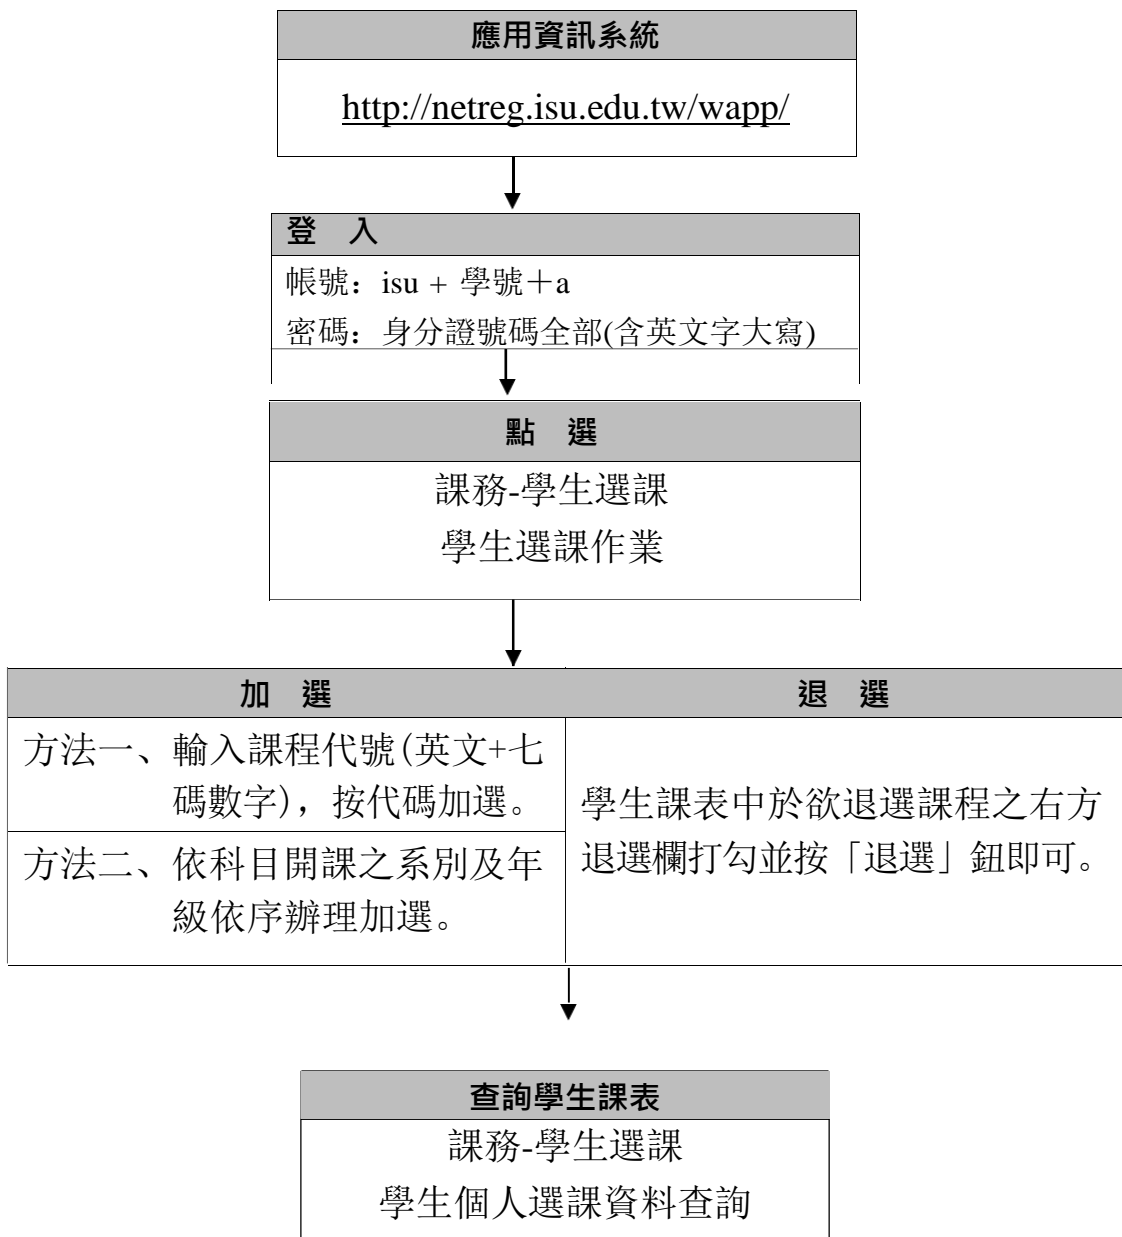 應用資訊系統
http://netreg.isu.edu.tw/wapp/
登　入
帳號：isu + 學號＋a
密碼：身分證號碼全部(含英文字大寫)
點　選
課務-學生選課
學生選課作業
加　選
方法一、輸入課程代號(英文+七
碼數字)，按代碼加選。
方法二、依科目開課之系別及年
級依序辦理加選。
退　選
學生課表中於欲退選課程之右方
退選欄打勾並按「退選」鈕即可。
查詢學生課表
課務-學生選課
學生個人選課資料查詢